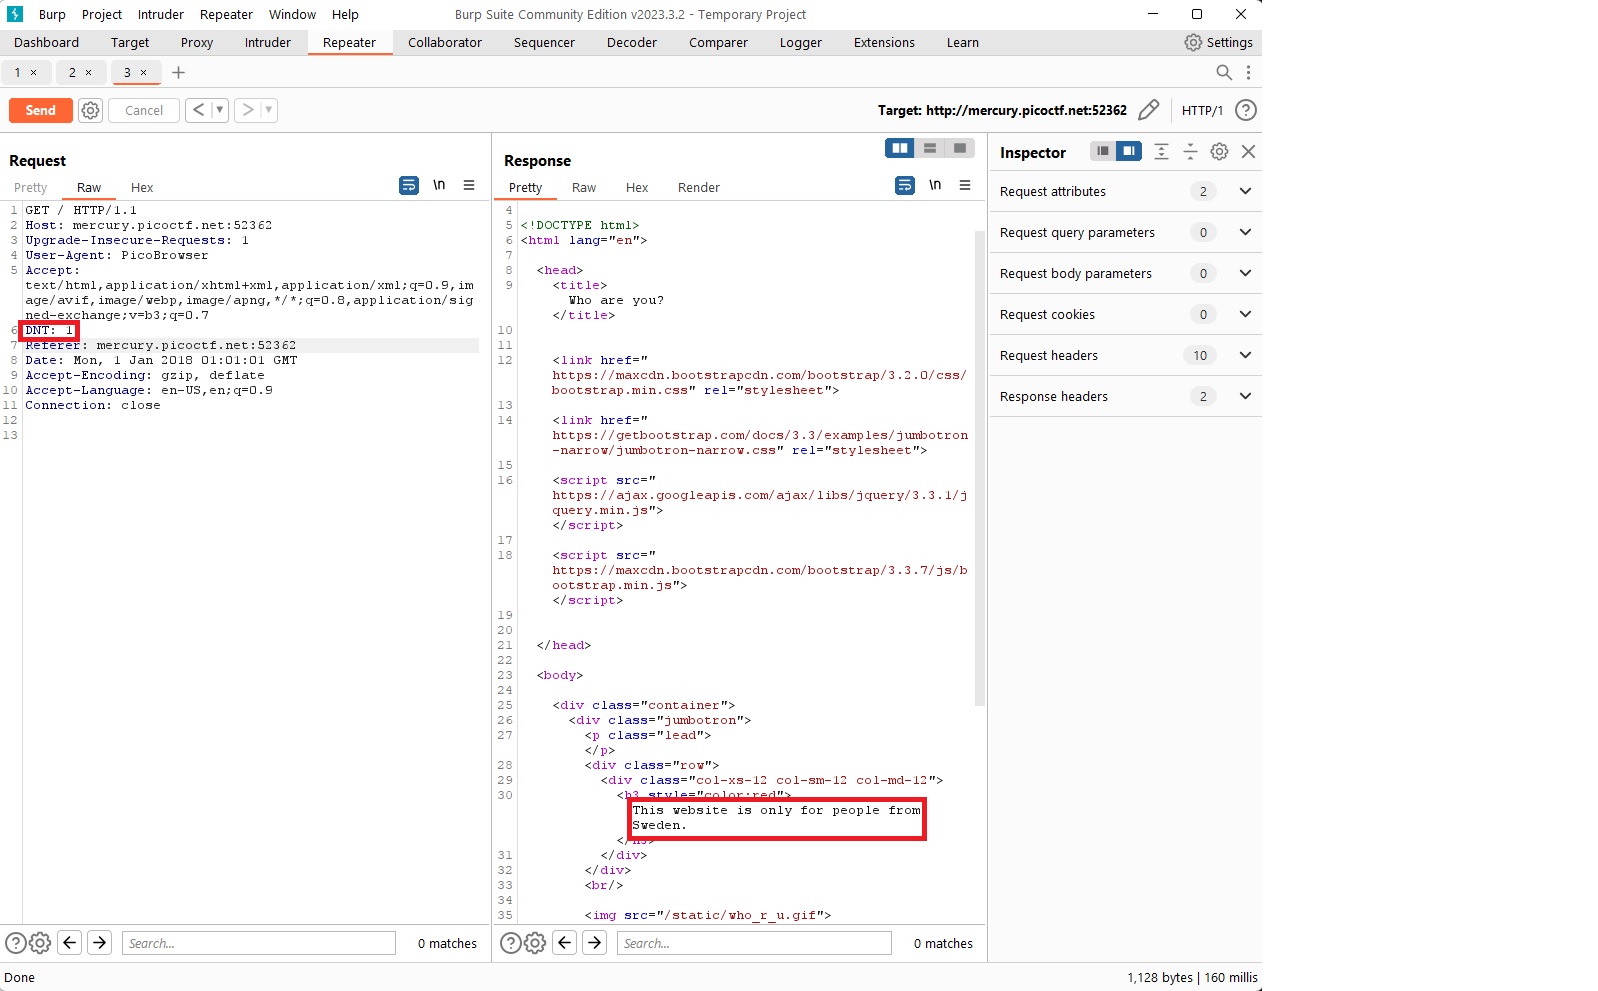 Burp Project Intruder Repeater Window Help Burp Suite Community Edition v2023.3.2 - Temporary Project
Dashboard Target Proxy Intruder Repeater Collaborator Sequencer Decoder Comparer Logger Extensions Learn Settings
1 × 2 × 3 × +
Send Cancel < ▼ > ▼ Target: http://mercury.picoctf.net:52362 HTTP/1 ?
Request
Pretty Raw Hex \n
1 GET / HTTP/1.1
2 Host: mercury.picoctf.net:52362
3 Upgrade-Insecure-Requests: 1
4 User-Agent: PicoBrowser
5 Accept:
text/html,application/xhtml+xml,application/xml;q=0.9,im
age/avif,image/webp,image/apng,*/*;q=0.8,application/sig
ned-exchange;v=b3;q=0.7
6 DNT: 1
7 Referer: mercury.picoctf.net:52362
8 Date: Mon, 1 Jan 2018 01:01:01 GMT
9 Accept-Encoding: gzip, deflate
10 Accept-Language: en-US,en;q=0.9
11 Connection: close
12
13
? Search... 0 matches
Response
Pretty Raw Hex Render \n
4
5 <!DOCTYPE html>
6 <html lang="en">
7
8 <head>
9 <title>
Who are you?
</title>
10
11
12 <link href="
https://maxcdn.bootstrapcdn.com/bootstrap/3.2.0/css/
bootstrap.min.css" rel="stylesheet">
13
14 <link href="
https://getbootstrap.com/docs/3.3/examples/jumbotron
-narrow/jumbotron-narrow.css" rel="stylesheet">
15
16 <script src="
https://ajax.googleapis.com/ajax/libs/jquery/3.3.1/j
query.min.js">
</script>
17
18 <script src="
https://maxcdn.bootstrapcdn.com/bootstrap/3.3.7/js/b
ootstrap.min.js">
</script>
19
20
21 </head>
22
23 <body>
24
25 <div class="container">
26 <div class="jumbotron">
27 <p class="lead">
</p>
28 <div class="row">
29 <div class="col-xs-12 col-sm-12 col-md-12">
30 <h3 style="color:red">
This website is only for people from
Sweden.
</h3>
31 </div>
32 </div>
33 <br/>
34
35 <img src="/static/who_r_u.gif">
? Search... 0 matches
Inspector
Request attributes 2
Request query parameters 0
Request body parameters 0
Request cookies 0
Request headers 10
Response headers 2
Done 1,128 bytes | 160 millis